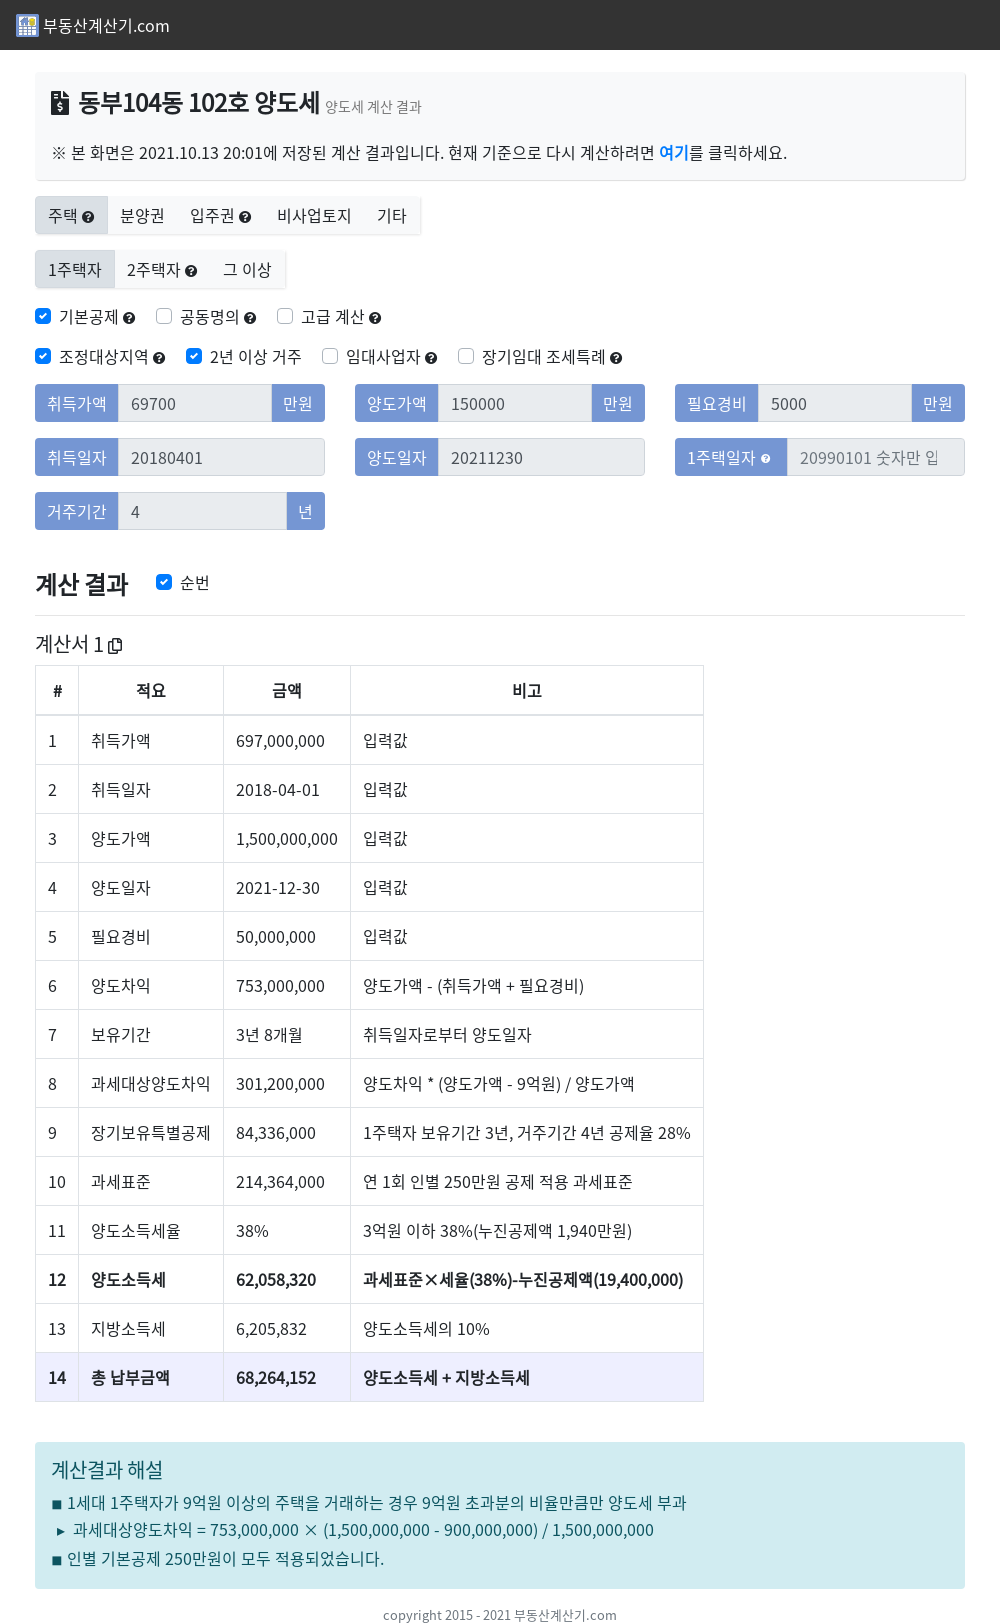 부동산계산기.com
동부104동 102호 양도세 양도세 계산 결과
※ 본 화면은 2021.10.13 20:01에 저장된 계산 결과입니다. 현재 기준으로 다시 계산하려면 여기를 클릭하세요.
주택 분양권 입주권 비사업토지 기타
1주택자 2주택자 그 이상
기본공제 공동명의 고급 계산
조정대상지역 2년 이상 거주 임대사업자 장기임대 조세특례
취득가액 69700 만원 양도가액 150000 만원 필요경비 5000 만원
취득일자 20180401 양도일자 20211230 1주택일자 20990101 숫자만 입
거주기간 4 년
계산 결과 순번
계산서 1
# 적요 금액 비고
1 취득가액 697,000,000 입력값
2 취득일자 2018-04-01 입력값
3 양도가액 1,500,000,000 입력값
4 양도일자 2021-12-30 입력값
5 필요경비 50,000,000 입력값
6 양도차익 753,000,000 양도가액 - (취득가액 + 필요경비)
7 보유기간 3년 8개월 취득일자로부터 양도일자
8 과세대상양도차익 301,200,000 양도차익 * (양도가액 - 9억원) / 양도가액
9 장기보유특별공제 84,336,000 1주택자 보유기간 3년, 거주기간 4년 공제율 28%
10 과세표준 214,364,000 연 1회 인별 250만원 공제 적용 과세표준
11 양도소득세율 38% 3억원 이하 38%(누진공제액 1,940만원)
12 양도소득세 62,058,320 과세표준×세율(38%)-누진공제액(19,400,000)
13 지방소득세 6,205,832 양도소득세의 10%
14 총 납부금액 68,264,152 양도소득세 + 지방소득세
계산결과 해설
■ 1세대 1주택자가 9억원 이상의 주택을 거래하는 경우 9억원 초과분의 비율만큼만 양도세 부과
▶ 과세대상양도차익 = 753,000,000 × (1,500,000,000 - 900,000,000) / 1,500,000,000
■ 인별 기본공제 250만원이 모두 적용되었습니다.
copyright 2015 - 2021 부동산계산기.com